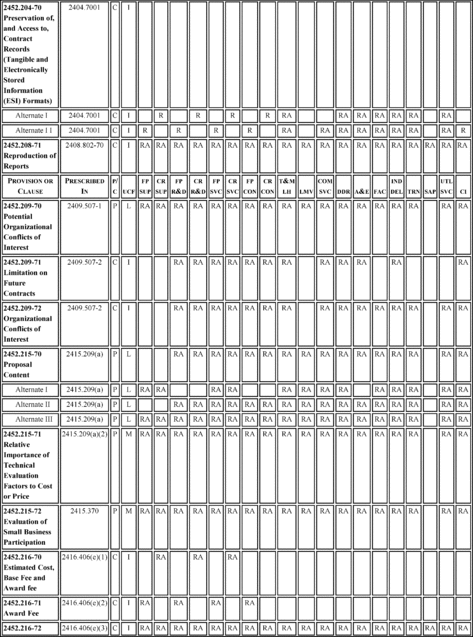 2452.204-70 2404.7001 C I
Preservation of,
and Access to,
Contract
Records
(Tangible and
Electronically
Stored
Information
(ESI) Formats)
Alternate I 2404.7001 C I R R R R RA RA RA RA RA RA RA
Alternate I I 2404.7001 C I R R R R RA RA RA RA RA RA RA RA R
2452.208-71 2408.802-70 C I RA RA RA RA RA RA RA RA RA RA RA RA RA RA RA RA RA RA RA
Reproduction of
Reports
PROVISION OR PRESCRIBED P/ FP CR FP CR FP CR FP CR T&M COM IND UTL
CLAUSE IN C ECF SUP SUP R&D R&D SVC SVC CON CON LH LMV SVC DDR A&E FAC DEL TRN SAP SVC CI
2452.209-70 2409.507-1 P L RA RA RA RA RA RA RA RA RA RA RA RA RA RA RA RA RA RA
Potential
Organizational
Conflicts of
Interest
2452.209-71 2409.507-2 C I RA RA RA RA RA RA RA RA RA RA RA RA
Limitation on
Future
Contracts
2452.209-72 2409.507-2 C I RA RA RA RA RA RA RA RA RA RA RA RA RA RA RA
Organizational
Conflicts of
Interest
2452.215-70 2415.209(a) P L RA RA RA RA RA RA RA RA RA RA RA RA RA RA RA RA
Proposal
Content
Alternate I 2415.209(a) P L RA RA RA RA RA RA RA RA RA RA RA RA RA
Alternate II 2415.209(a) P L RA RA RA RA RA RA RA RA RA RA RA RA RA RA RA RA
Alternate III 2415.209(a) P L RA RA RA RA RA RA RA RA RA RA RA RA RA RA RA RA RA RA
2452.215-71 2415.209(a)(2) P M RA RA RA RA RA RA RA RA RA RA RA RA RA RA RA RA RA RA
Relative
Importance of
Technical
Evaluation
Factors to Cost
or Price
2452.215-72 2415.370 P M RA RA RA RA RA RA RA RA RA RA RA RA RA RA RA RA RA RA
Evaluation of
Small Business
Participation
2452.216-70 2416.406(e)(1) C I RA RA RA
Estimated Cost,
Base Fee and
Award fee
2452.216-71 2416.406(e)(2) C I RA RA RA RA
Award Fee
2452.216-72 2416.406(e)(3) C I RA RA RA RA RA RA RA RA RA RA RA RA RA RA RA RA RA RA RA